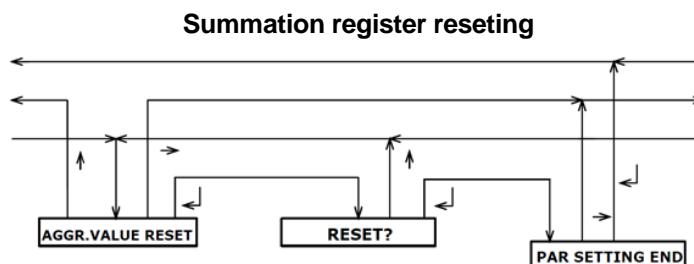 Summation register reseting
AGGR.VALUE RESET
RESET?
PAR SETTING END